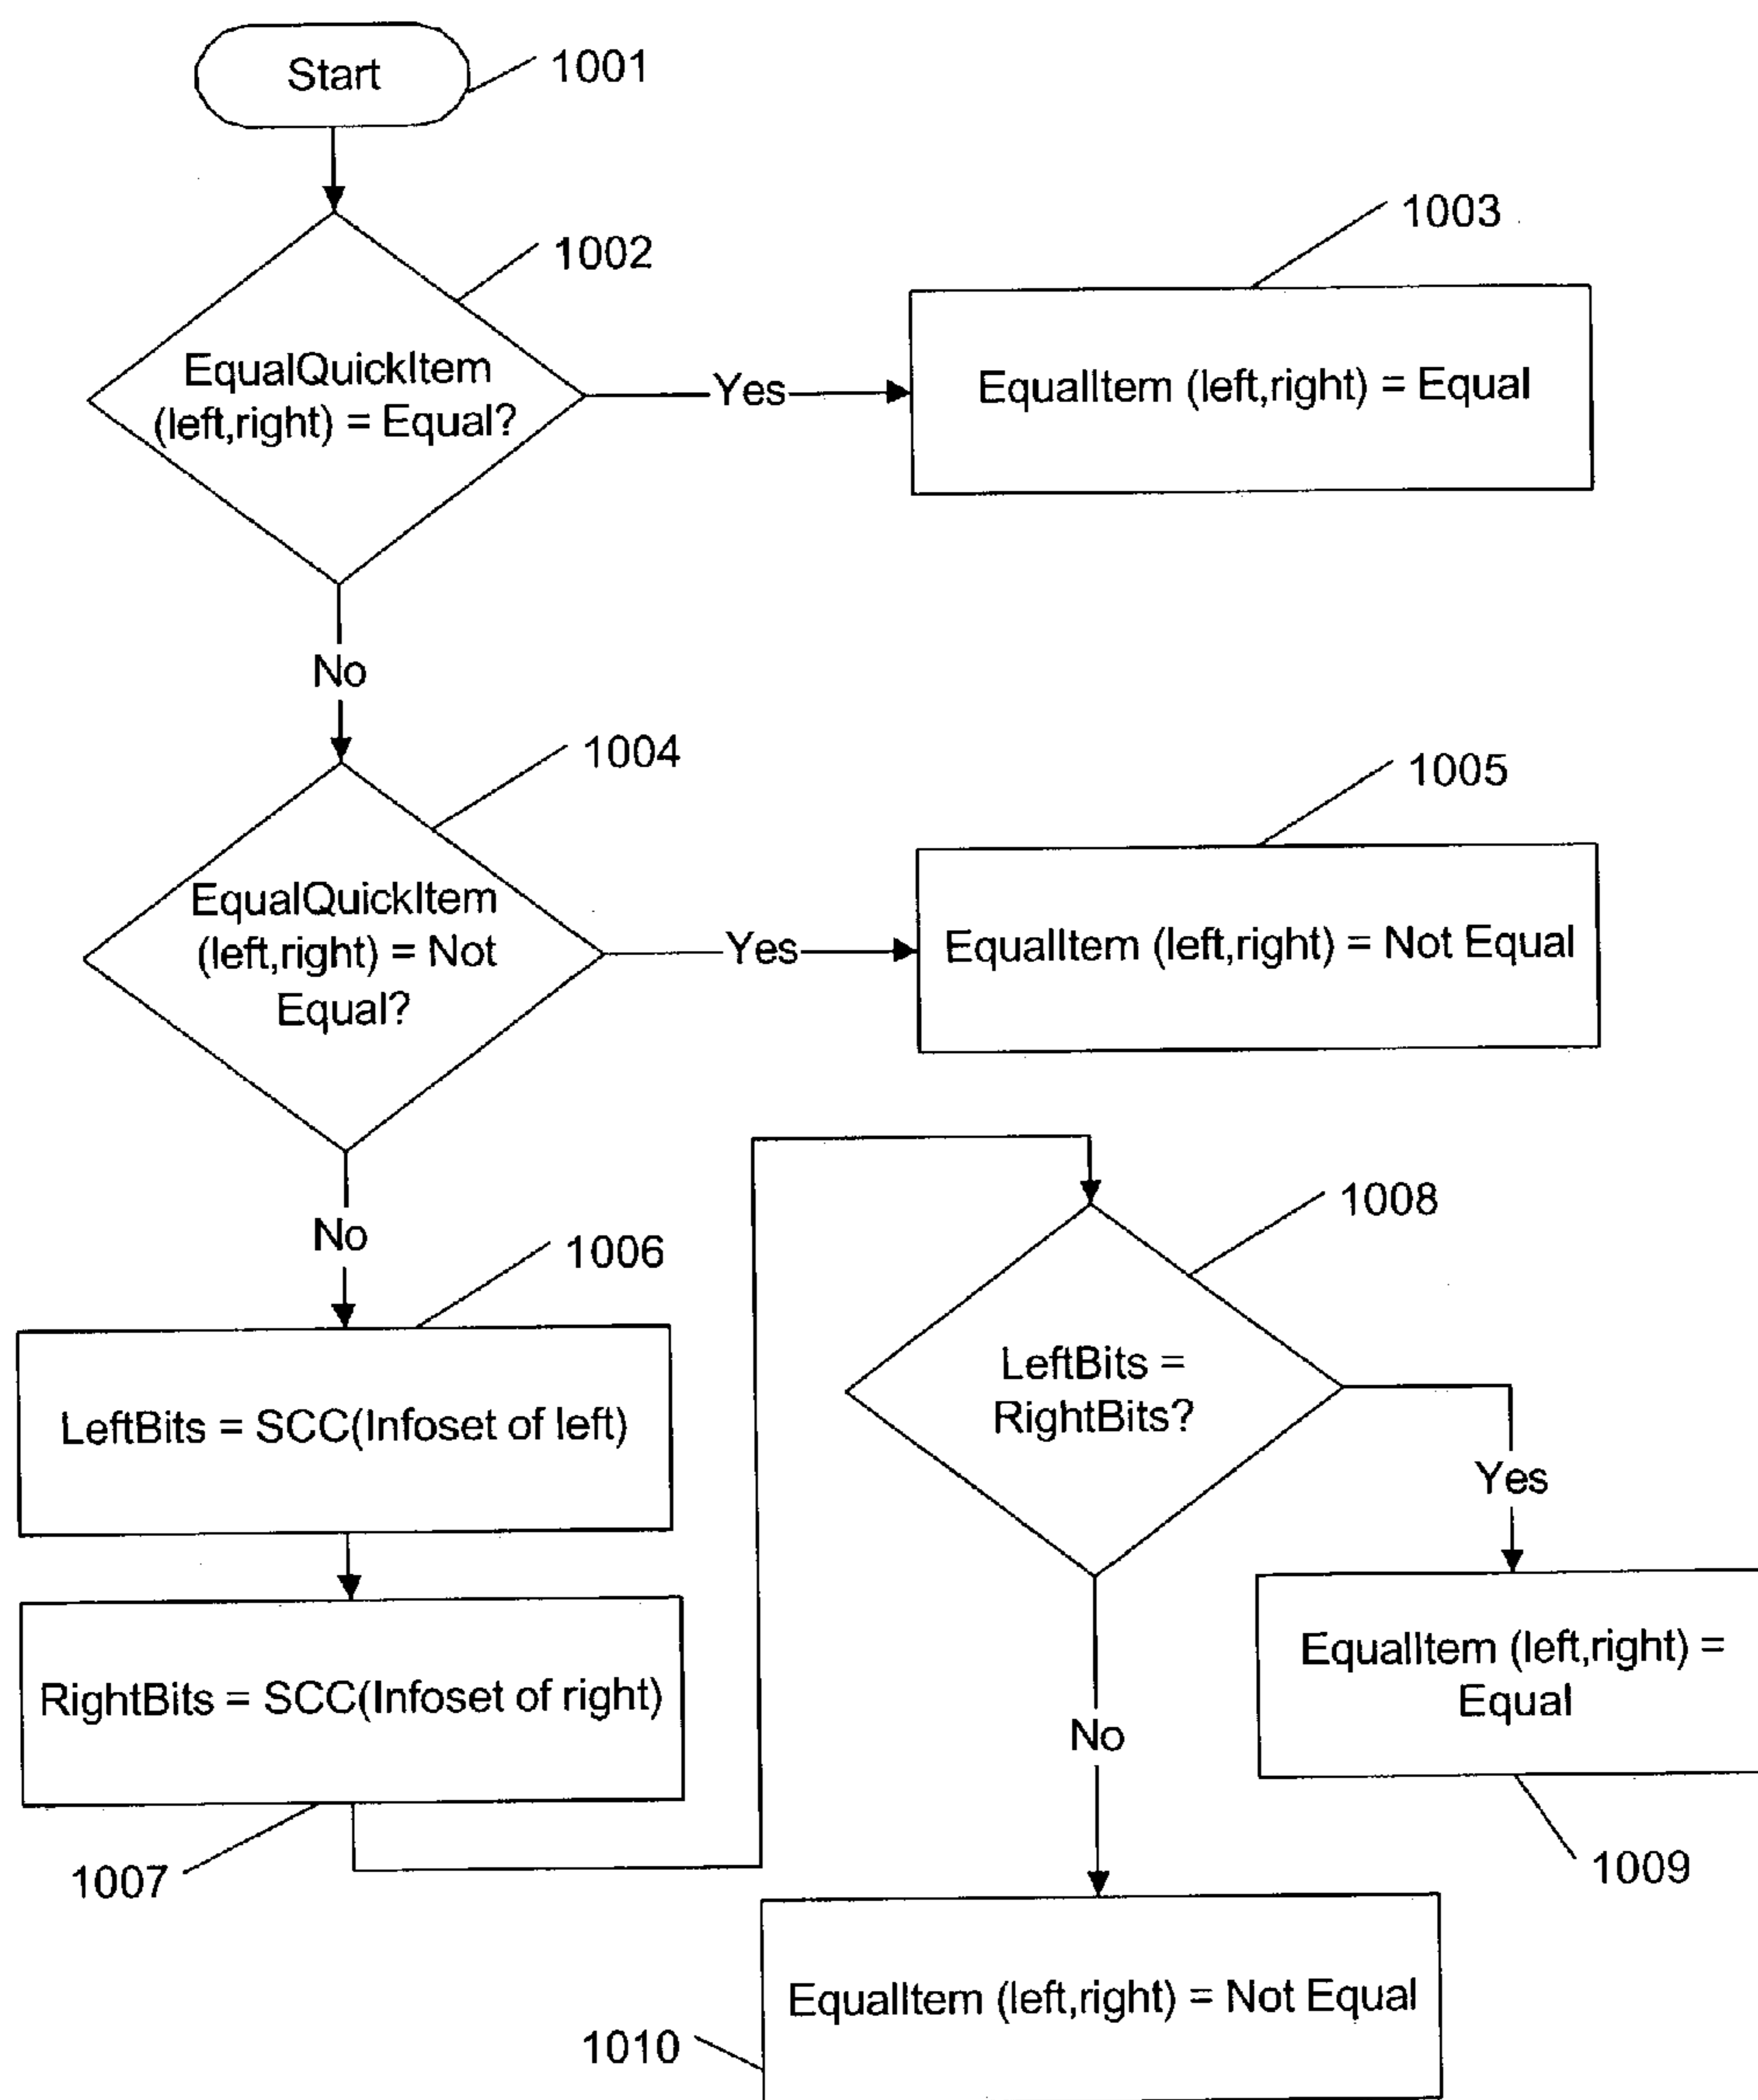 Start
1001
1002
EqualQuickItem
(left,right) = Equal?
Yes
1003
EqualItem (left,right) = Equal
No
1004
EqualQuickItem
(left,right) = Not
Equal?
Yes
1005
EqualItem (left,right) = Not Equal
No
1006
LeftBits = SCC(Infoset of left)
RightBits = SCC(Infoset of right)
1007
1008
LeftBits =
RightBits?
Yes
EqualItem (left,right) =
Equal
1009
No
EqualItem (left,right) = Not Equal
1010